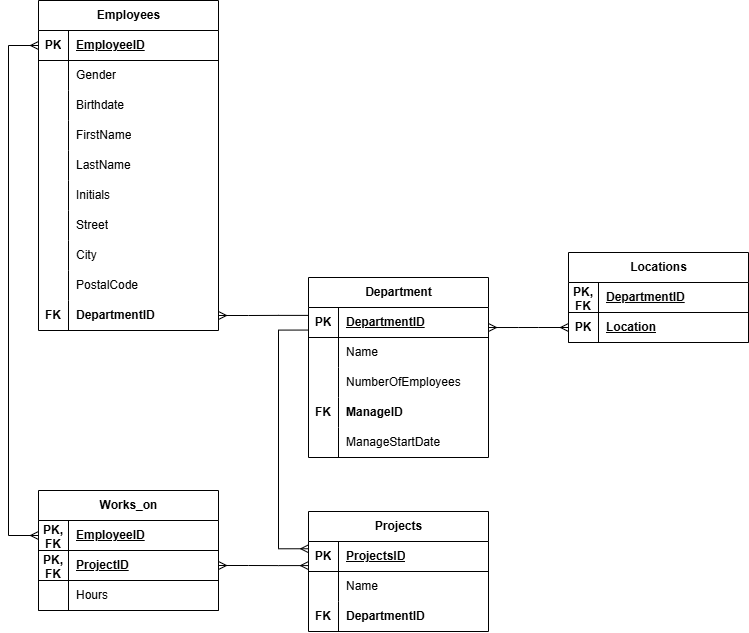 Employees
PK EmployeeID
Gender
Birthdate
FirstName
LastName
Initials
Street
City
PostalCode
FK DepartmentID
Department
PK DepartmentID
Name
NumberOfEmployees
FK ManageID
ManageStartDate
Locations
PK, FK DepartmentID
PK Location
Works_on
PK, FK EmployeeID
PK, FK ProjectID
Hours
Projects
PK ProjectsID
Name
FK DepartmentID